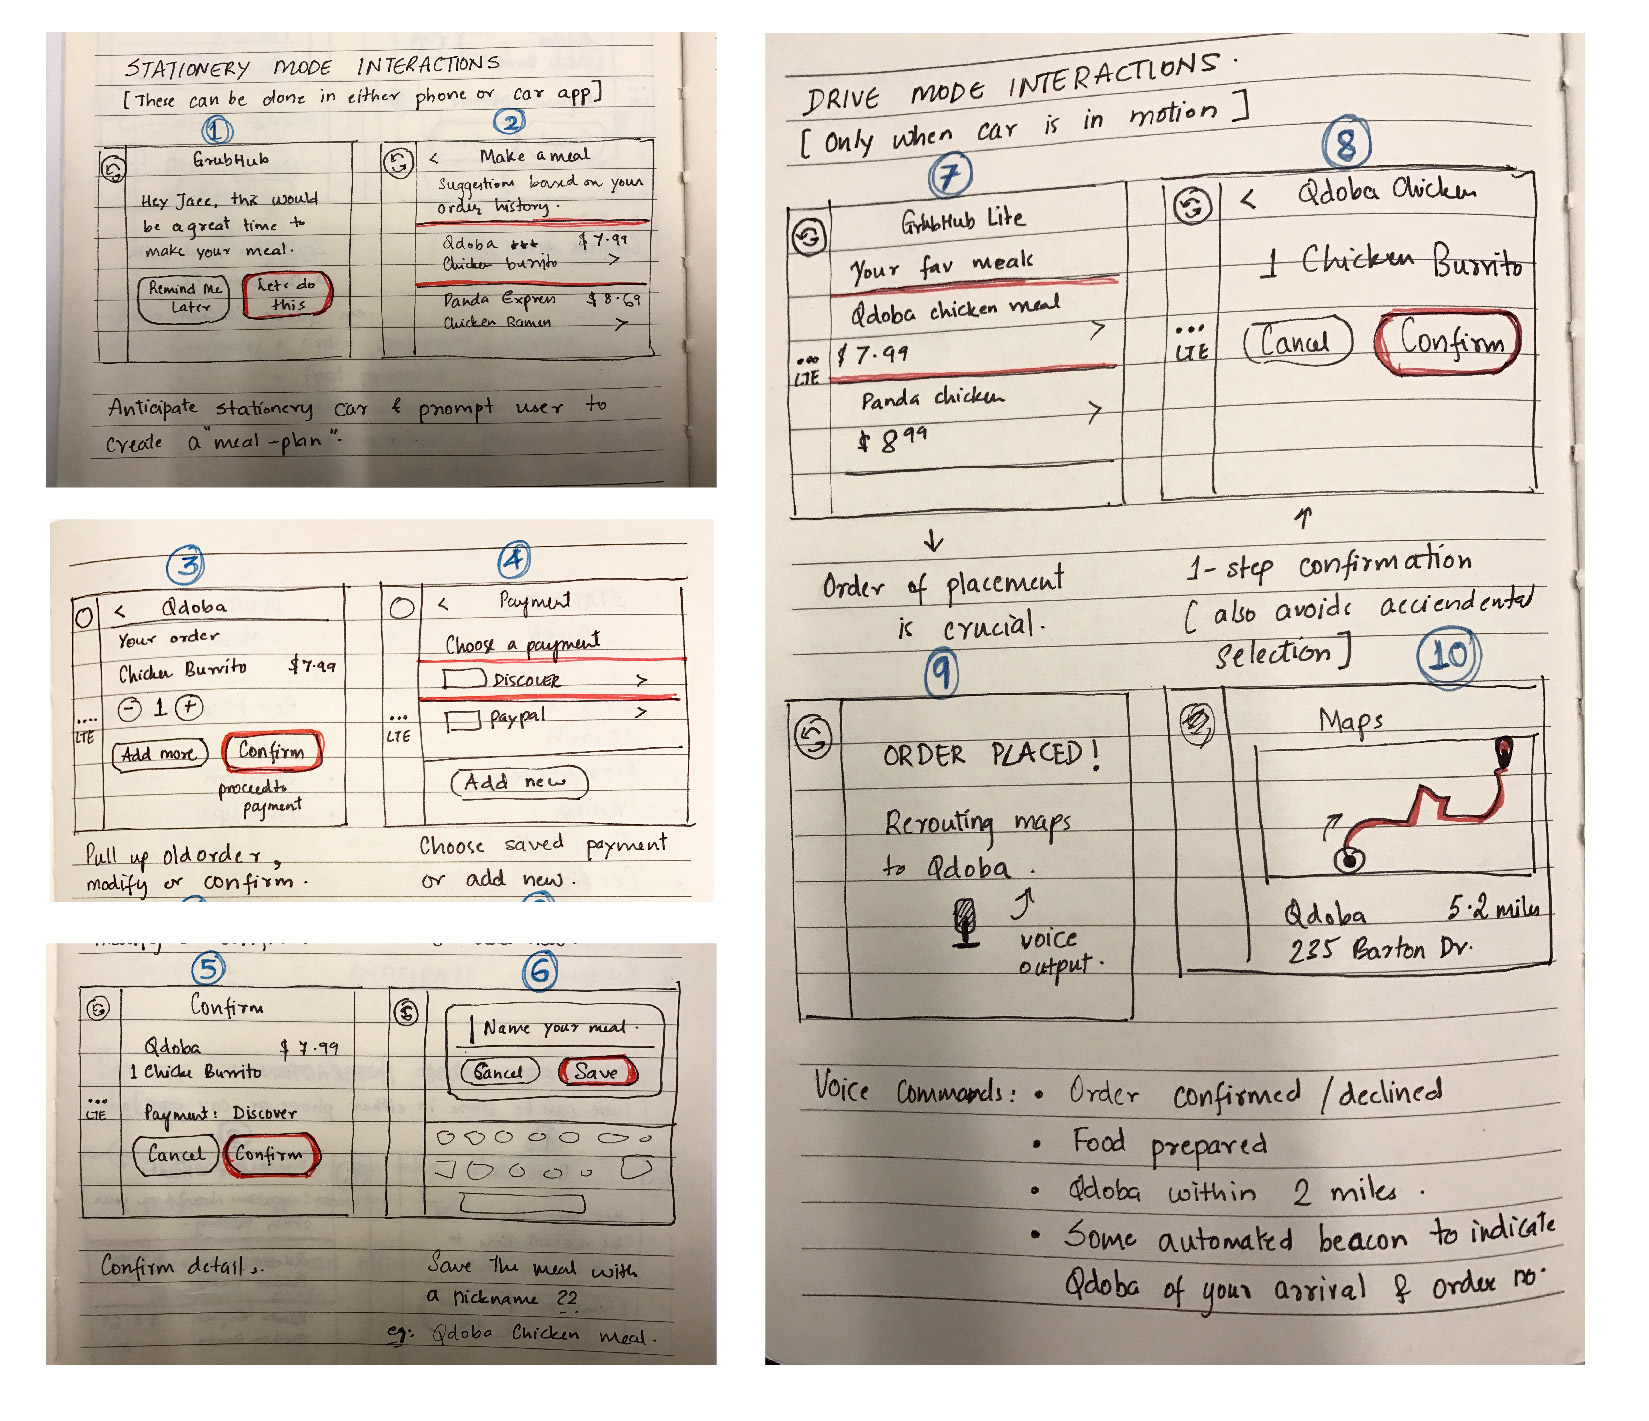 STATIONERY MODE INTERACTIONS
[These can be done in either phone or car app]
1
GrubHub
Hey Jace, this would
be a great time to
make your meal.
Remind Me
Later
Let's do
this
2
< Make a meal
Suggestions based on your
order history.
Qdoba *** $7.99
Chicken burrito >
Panda Express $8.69
Chicken Ramen >
Anticipate stationery car & prompt user to
create a "meal-plan".
3
< Qdoba
Your order
Chicken Burrito $7.99
- 1 +
LTE
Add more
Confirm
proceed to
payment
Pull up old order,
modify or confirm.
4
< Payment
Choose a payment
DISCOVER >
Paypal >
LTE
Add new
Choose saved payment
or add new.
5
Confirm
Qdoba $7.99
1 Chicken Burrito
LTE
Payment: Discover
Cancel
Confirm
Confirm details.
6
Name your meal.
Cancel
Save
Save the meal with
a nickname ??
eg: Qdoba Chicken meal.
DRIVE MODE INTERACTIONS.
[Only when car is in motion]
7
GrubHub Lite
Your fav meals
Qdoba chicken meal
>
$7.99
LTE
Panda chicken
>
$8.99
↓
Order of placement
is crucial.
8
< Qdoba Chicken
1 Chicken Burrito
LTE
Cancel
Confirm
↑
1-step confirmation
[also avoids acciendental
selection]
9
ORDER PLACED!
Rerouting maps
to Qdoba.
voice
output.
10
Maps
Qdoba 5.2 miles
235 Barton Dr.
Voice Commands: • Order confirmed / declined
• Food prepared
• Qdoba within 2 miles.
• Some automated beacon to indicate
Qdoba of your arrival & order no.